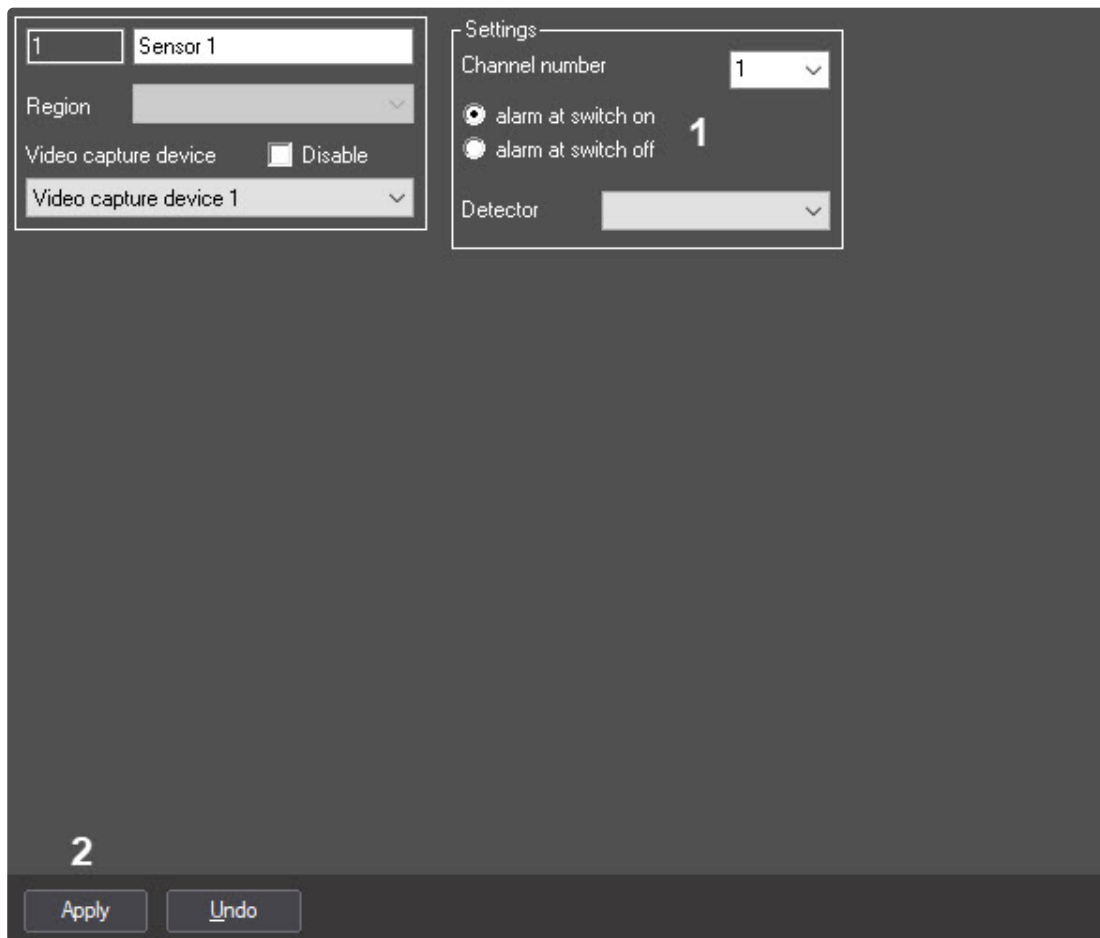 1 Sensor 1
Region
Video capture device Disable
Video capture device 1
Settings
Channel number 1
alarm at switch on
alarm at switch off
1
Detector
2
Apply Undo